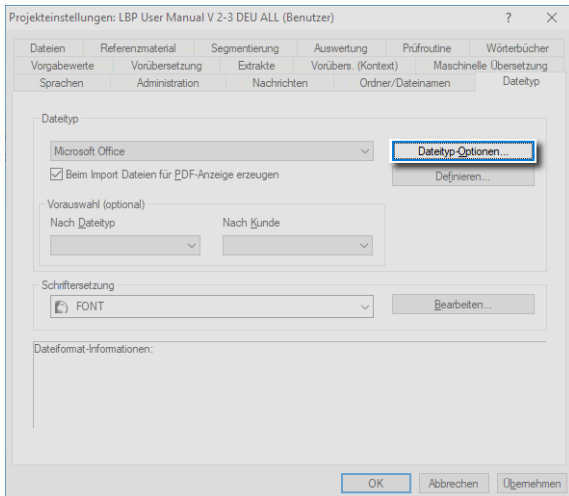 Projekteinstellungen: LBP User Manual V 2-3 DEU ALL (Benutzer) ? ×
Dateien Referenzmaterial Segmentierung Auswertung Prüfroutine Wörterbücher
Vorgabewerte Vorübersetzung Extrakte Vorübers. (Kontext) Maschinelle Übersetzung
Sprachen Administration Nachrichten Ordner/Dateinamen Dateityp
Dateityp
Microsoft Office Dateityp-Optionen...
Beim Import Dateien für PDF-Anzeige erzeugen Definieren...
Vorauswahl (optional)
Nach Dateityp Nach Kunde
Schriftersetzung
FONT Bearbeiten...
Dateiformat-Informationen:
OK Abbrechen Übernehmen